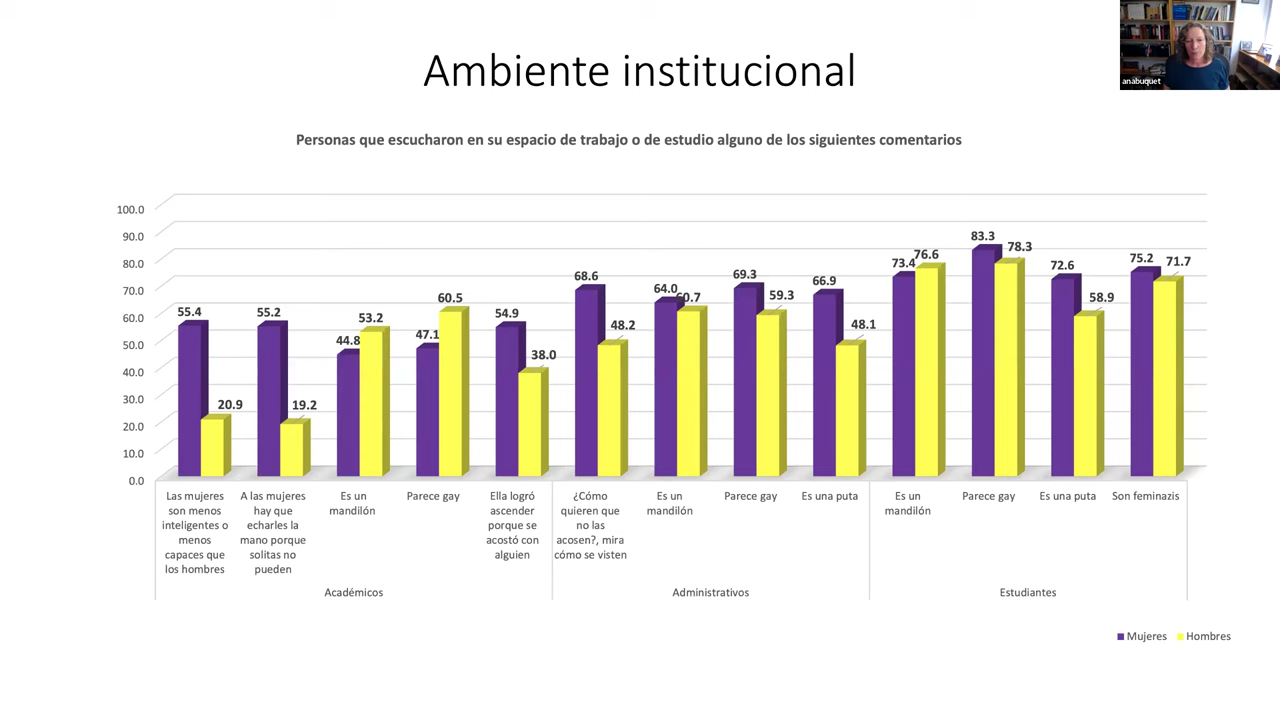 Ambiente institucional
anabuquet
Personas que escucharon en su espacio de trabajo o de estudio alguno de los siguientes comentarios
100.0
90.0
80.0
70.0
60.0
50.0
40.0
30.0
20.0
10.0
0.0
55.4
20.9
55.2
19.2
44.8
53.2
47.1
60.5
54.9
38.0
68.6
48.2
64.0
60.7
69.3
59.3
66.9
48.1
73.4
76.6
83.3
78.3
72.6
58.9
75.2
71.7
Las mujeres
son menos
inteligentes o
menos
capaces que
los hombres
A las mujeres
hay que
echarles la
mano porque
solitas no
pueden
Es un
mandilón
Parece gay
Ella logró
ascender
porque se
acostó con
alguien
¿Cómo
quieren que
no las
acosen?, mira
cómo se visten
Es un
mandilón
Parece gay
Es una puta
Es un
mandilón
Parece gay
Es una puta
Son feminazis
Académicos
Administrativos
Estudiantes
Mujeres
Hombres